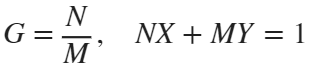 G = N/M, NX + MY = 1